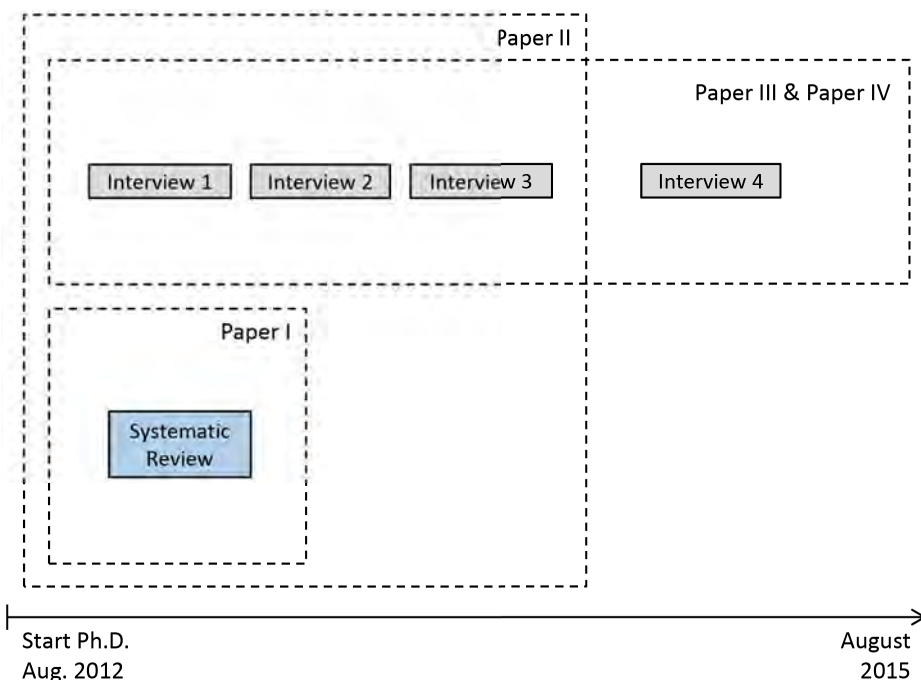 Paper II
Paper III & Paper IV
Interview 1
Interview 2
Interview 3
Interview 4
Paper I
Systematic
Review
Start Ph.D.
Aug. 2012
August
2015